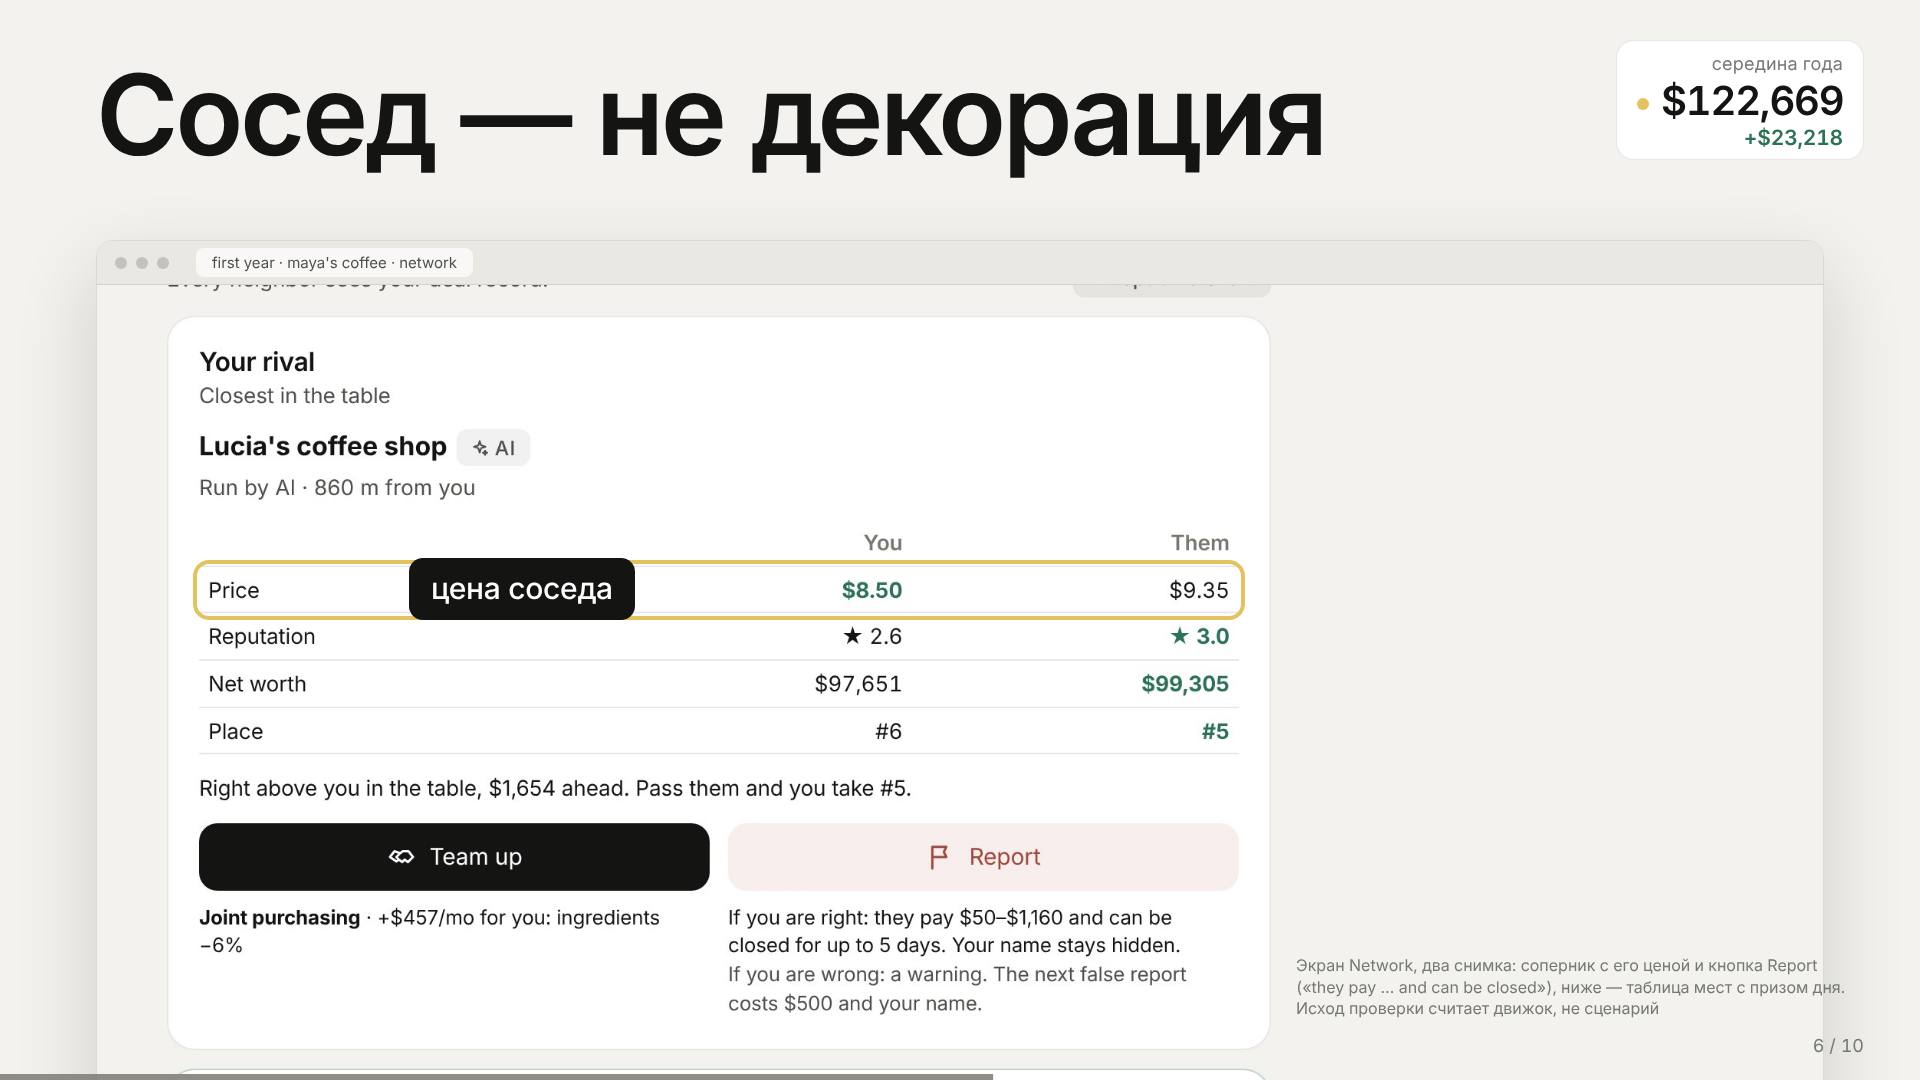 Сосед — не декорация
середина года
$122,669
+$23,218
first year · maya's coffee · network
Your rival
Closest in the table
Lucia's coffee shop AI
Run by AI · 860 m from you
You Them
Price цена соседа $8.50 $9.35
Reputation ★ 2.6 ★ 3.0
Net worth $97,651 $99,305
Place #6 #5
Right above you in the table, $1,654 ahead. Pass them and you take #5.
Team up
Report
Joint purchasing · +$457/mo for you: ingredients
−6%
If you are right: they pay $50–$1,160 and can be
closed for up to 5 days. Your name stays hidden.
If you are wrong: a warning. The next false report
costs $500 and your name.
Экран Network, два снимка: соперник с его ценой и кнопка Report
(«they pay ... and can be closed»), ниже — таблица мест с призом дня.
Исход проверки считает движок, не сценарий
6 / 10